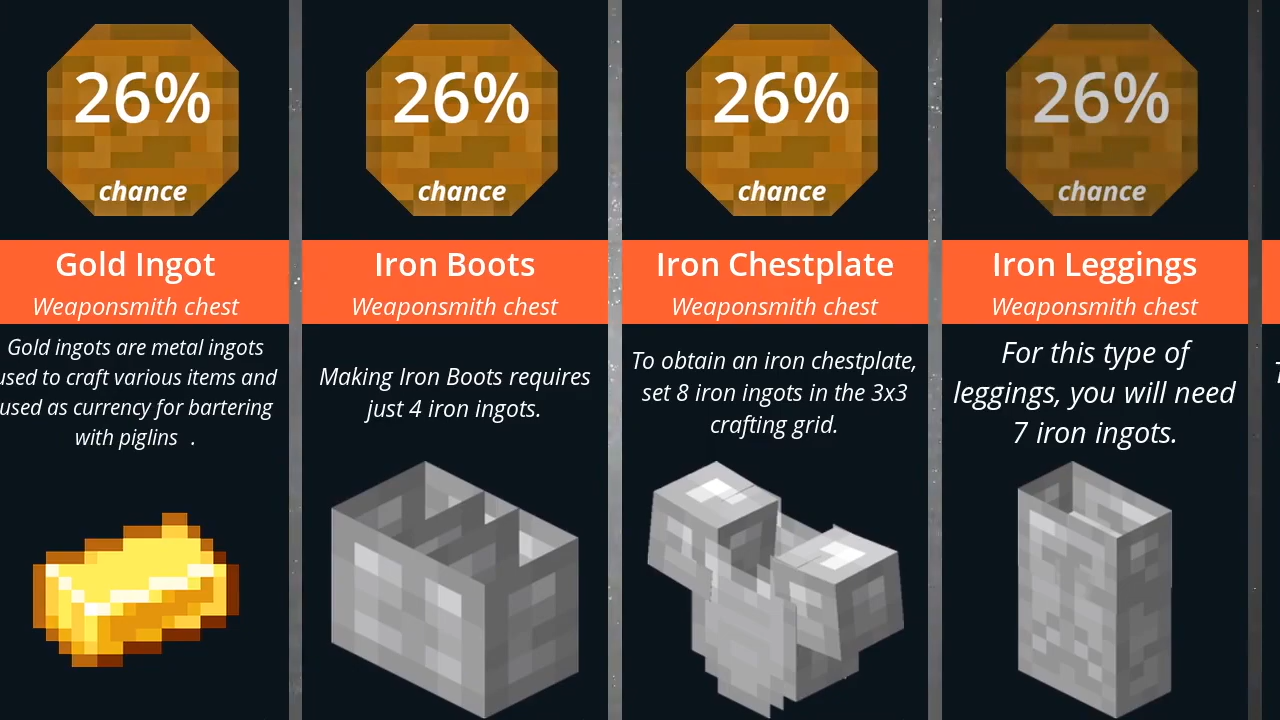 26%
chance
Gold Ingot
Weaponsmith chest
Gold ingots are metal ingots
used to craft various items and
used as currency for bartering
with piglins .
26%
chance
Iron Boots
Weaponsmith chest
Making Iron Boots requires
just 4 iron ingots.
26%
chance
Iron Chestplate
Weaponsmith chest
To obtain an iron chestplate,
set 8 iron ingots in the 3x3
crafting grid.
26%
chance
Iron Leggings
Weaponsmith chest
For this type of
leggings, you will need
7 iron ingots.